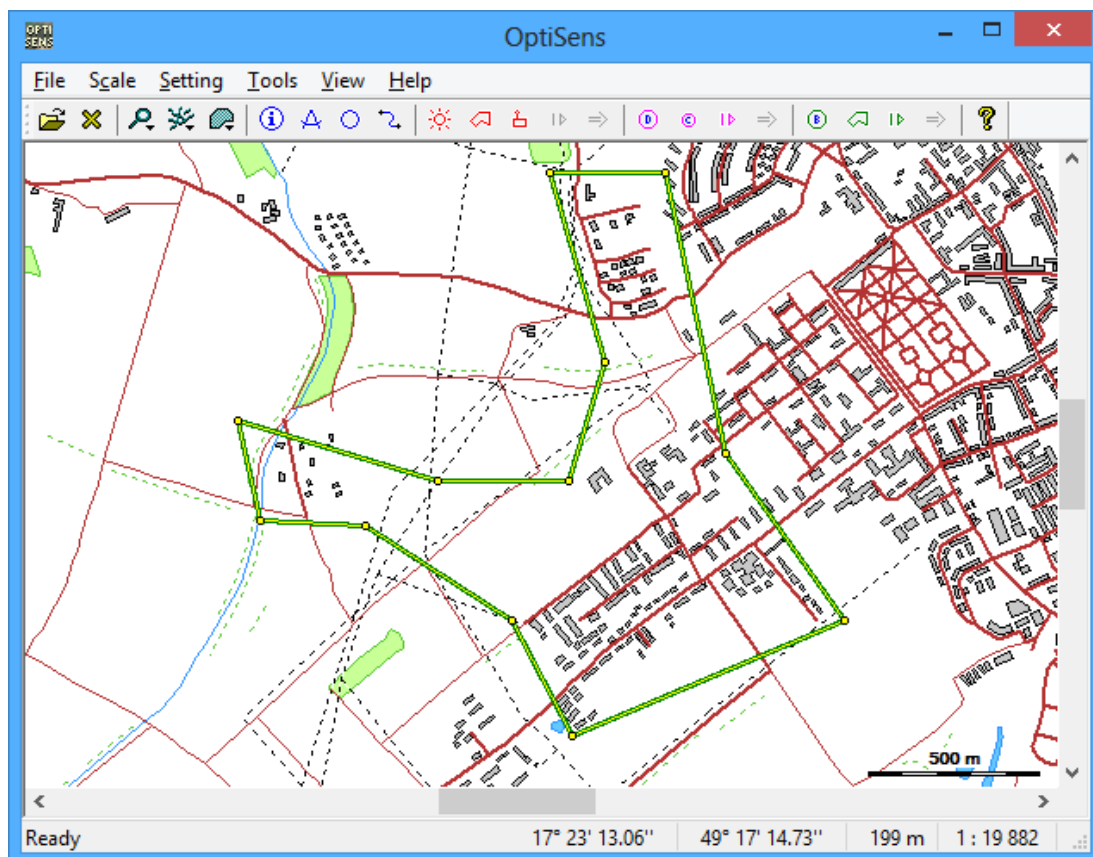 OPTI
SENS
OptiSens
File Scale Setting Tools View Help
500 m
Ready 17° 23' 13.06'' 49° 17' 14.73'' 199 m 1 : 19 882